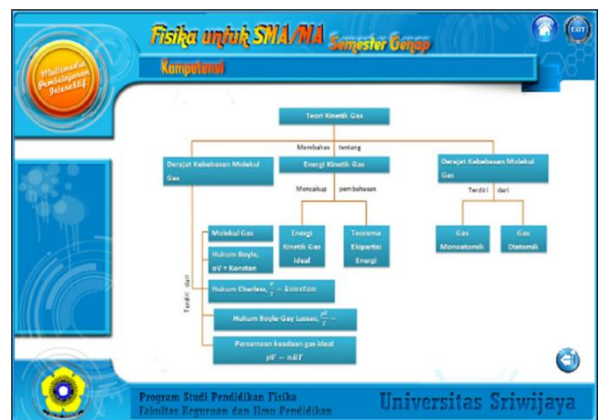 Fisika untuk SMA/MA Semester Genap
EXIT
Kompetensi
Multimedia
Pembelajaran
Interaktif
Teori Kinetik Gas
Membahas tentang
Derajat Kebebasan Molekul
Gas
Energi Kinetik Gas
Derajat Kebebasan Molekul
Gas
Mencakup pembahasan
Terdiri dari
Energi
Kinetik Gas
Ideal
Teorema
Ekipartisi
Energi
Gas
Monoatomik
Gas
Diatomik
Terdiri dari
Molekul Gas
Hukum Boyle,
pV = Konstan
Hukum Charless, = konstan
Hukum Boyle-Gay Lussac, =
Persamaan keadaan gas ideal
pV = nRT
Program Studi Pendidikan Fisika
Fakultas Keguruan dan Ilmu Pendidikan
Universitas Sriwijaya